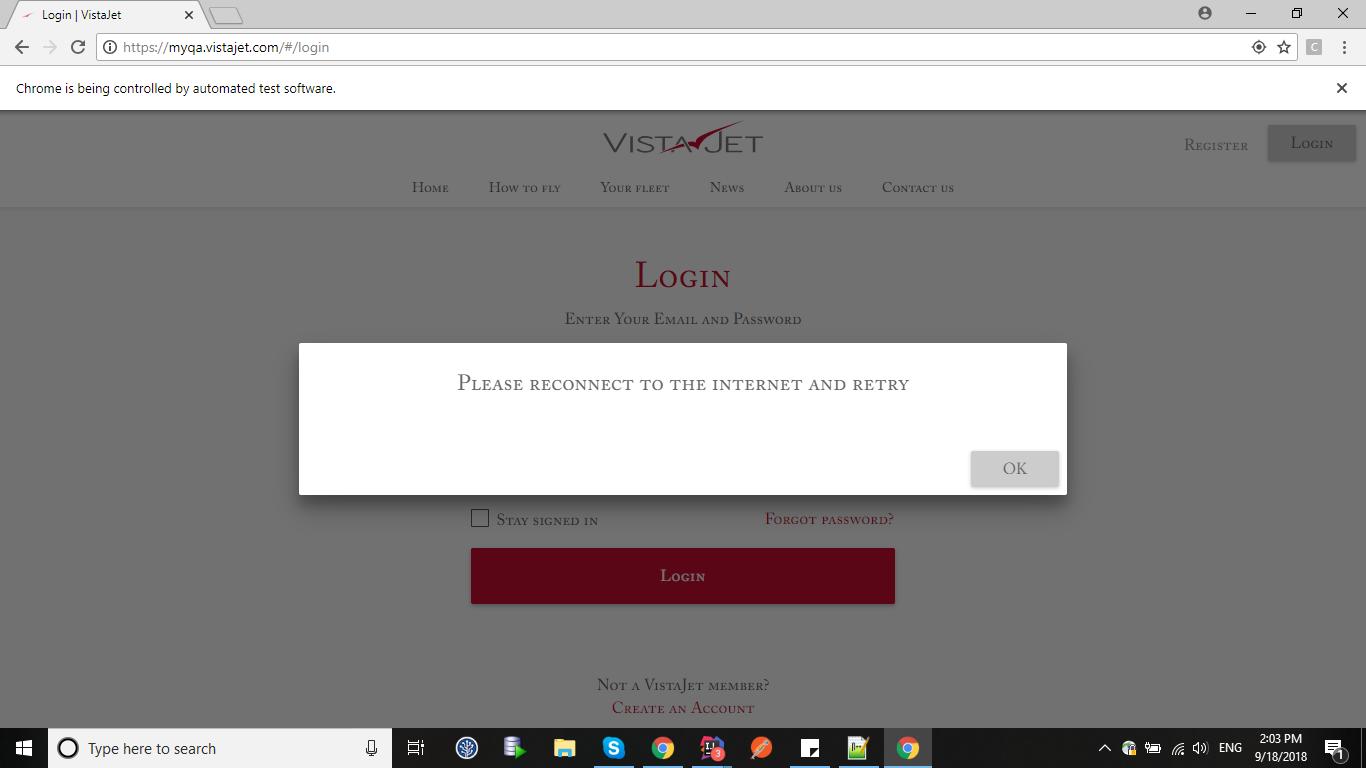 Login | VistaJet
https://myqa.vistajet.com/#/login
C
Chrome is being controlled by automated test software.
VistaJet
Register
Login
Home
How to fly
Your fleet
News
About us
Contact us
Login
Enter Your Email and Password
Please reconnect to the internet and retry
OK
Stay signed in
Forgot password?
Login
Not a VistaJet member?
Create an Account
Type here to search
S
3
ENG
2:03 PM
9/18/2018
1